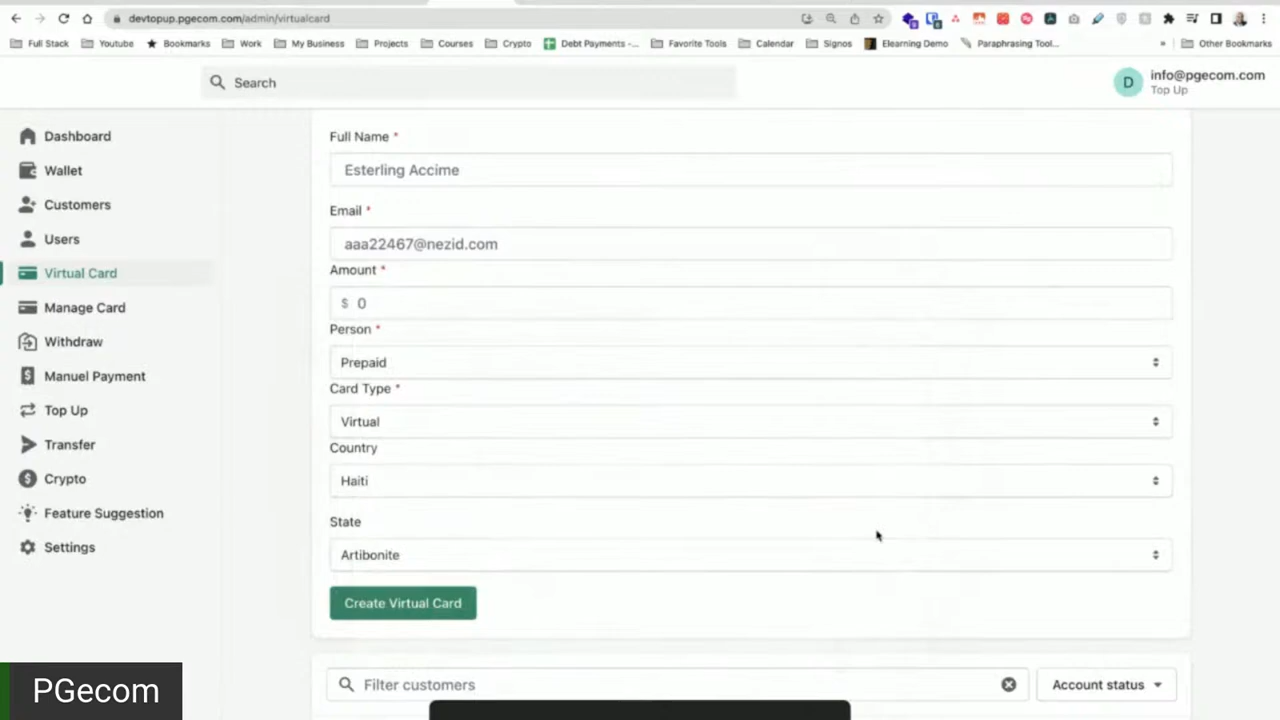 devtopup.pgecom.com/admin/virtualcard
Full Stack Youtube Bookmarks Work My Business Projects Courses Crypto Debt Payments -... Favorite Tools Calendar Signos Elearning Demo Paraphrasing Tool... » Other Bookmarks
Search
D
info@pgecom.com
Top Up
Dashboard
Wallet
Customers
Users
Virtual Card
Manage Card
Withdraw
Manuel Payment
Top Up
Transfer
Crypto
Feature Suggestion
Settings
Full Name *
Esterling Accime
Email *
aaa22467@nezid.com
Amount *
$ 0
Person *
Prepaid
Card Type *
Virtual
Country
Haiti
State
Artibonite
Create Virtual Card
Filter customers
Account status
PGecom